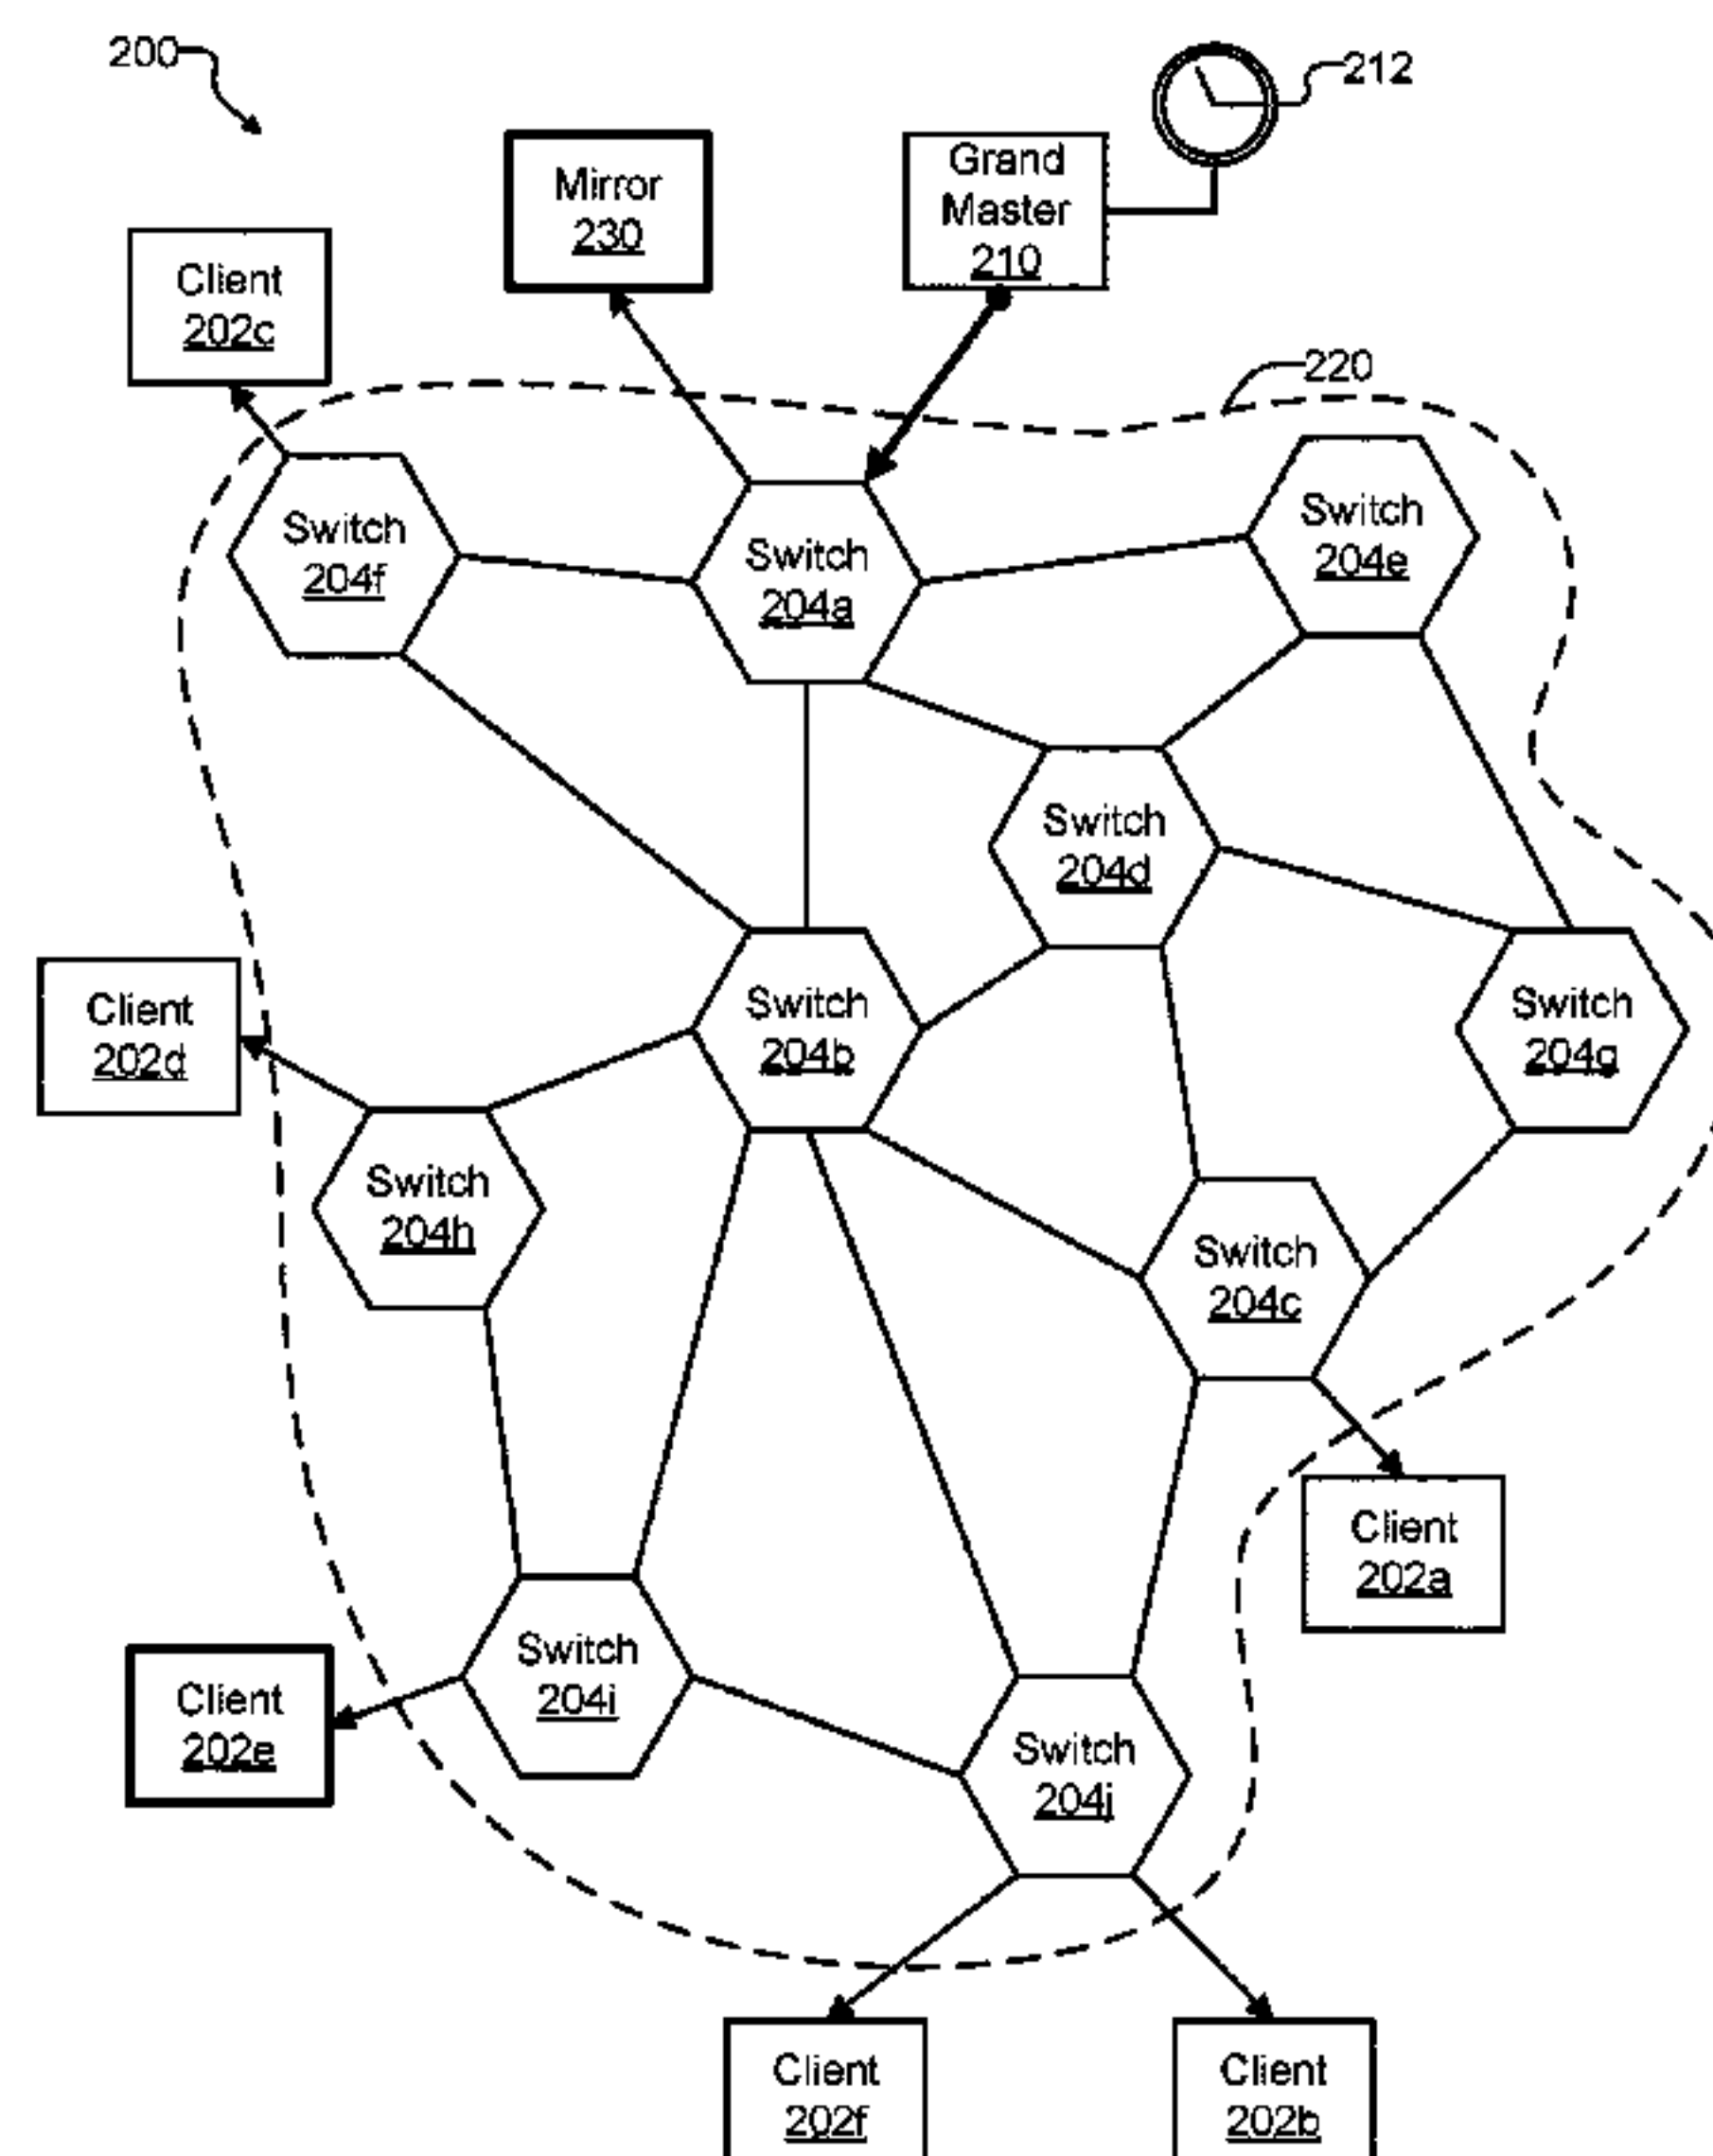 200
212
Grand
Master
210
Mirror
230
Client
202c
220
Switch
204e
Switch
204f
Switch
204a
Switch
204d
Switch
204b
Switch
204g
Client
202d
Switch
204h
Switch
204c
Client
202a
Switch
204i
Client
202e
Switch
204j
Client
202f
Client
202b